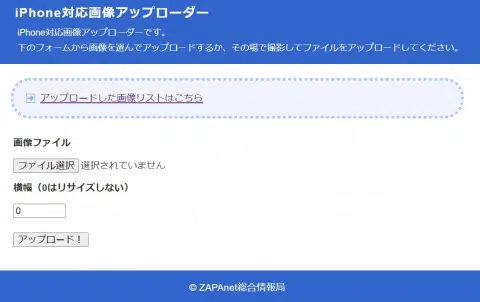 iPhone対応画像アップローダー
iPhone対応画像アップローダーです。
下のフォームから画像を選んでアップロードするか、その場で撮影してファイルをアップロードしてください。
アップロードした画像リストはこちら
画像ファイル
ファイル選択 選択されていません
横幅（0はリサイズしない）
0
アップロード！
© ZAPAnet総合情報局